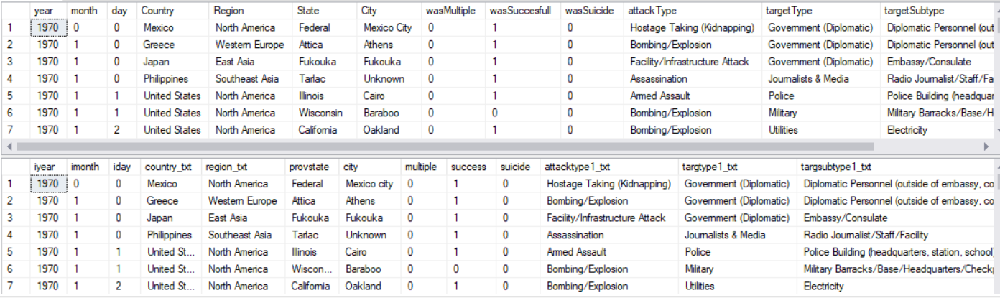 year month day Country Region State City wasMultiple wasSuccesfull wasSuicide attackType targetType targetSubtype
1 1970 0 0 Mexico North America Federal Mexico City 0 1 0 Hostage Taking (Kidnapping) Government (Diplomatic) Diplomatic Personnel (out
2 1970 1 0 Greece Western Europe Attica Athens 0 1 0 Bombing/Explosion Government (Diplomatic) Diplomatic Personnel (out
3 1970 1 0 Japan East Asia Fukouka Fukouka 0 1 0 Facility/Infrastructure Attack Government (Diplomatic) Embassy/Consulate
4 1970 1 0 Philippines Southeast Asia Tarlac Unknown 0 1 0 Assassination Journalists & Media Radio Journalist/Staff/Fa
5 1970 1 1 United States North America Illinois Cairo 0 1 0 Armed Assault Police Police Building (headquar
6 1970 1 1 United States North America Wisconsin Baraboo 0 0 0 Bombing/Explosion Military Military Barracks/Base/H
7 1970 1 2 United States North America California Oakland 0 1 0 Bombing/Explosion Utilities Electricity
iyear imonth iday country_txt region_txt provstate city multiple success suicide attacktype1_txt targtype1_txt targsubtype1_txt
1 1970 0 0 Mexico North America Federal Mexico city 0 1 0 Hostage Taking (Kidnapping) Government (Diplomatic) Diplomatic Personnel (outside of embassy, co
2 1970 1 0 Greece Western Europe Attica Athens 0 1 0 Bombing/Explosion Government (Diplomatic) Diplomatic Personnel (outside of embassy, co
3 1970 1 0 Japan East Asia Fukouka Fukouka 0 1 0 Facility/Infrastructure Attack Government (Diplomatic) Embassy/Consulate
4 1970 1 0 Philippines Southeast Asia Tarlac Unknown 0 1 0 Assassination Journalists & Media Radio Journalist/Staff/Facility
5 1970 1 1 United St... North America Illinois Cairo 0 1 0 Armed Assault Police Police Building (headquarters, station, school)
6 1970 1 1 United St... North America Wiscon... Baraboo 0 0 0 Bombing/Explosion Military Military Barracks/Base/Headquarters/Checkp
7 1970 1 2 United St... North America California Oakland 0 1 0 Bombing/Explosion Utilities Electricity